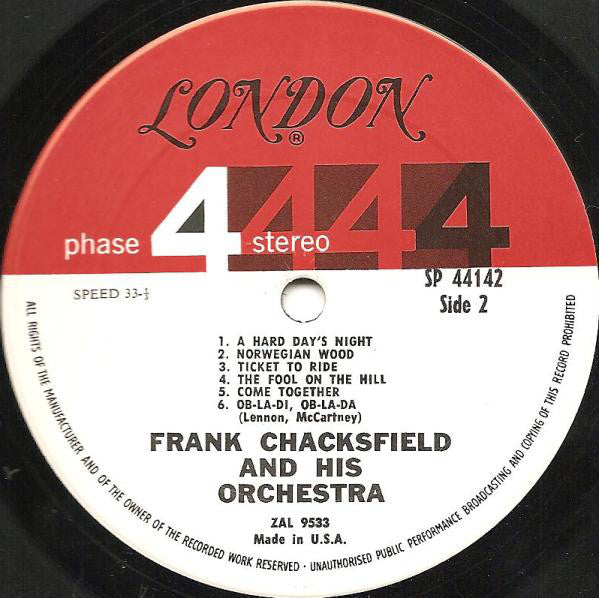 LONDON
®
phase 4 stereo 4 4 4
SPEED 33-⅓
SP 44142
Side 2
1. A HARD DAY'S NIGHT
2. NORWEGIAN WOOD
3. TICKET TO RIDE
4. THE FOOL ON THE HILL
5. COME TOGETHER
6. OB-LA-DI, OB-LA-DA
(Lennon, McCartney)
FRANK CHACKSFIELD
AND HIS
ORCHESTRA
ZAL 9533
Made in U.S.A.
ALL RIGHTS OF THE MANUFACTURER AND OF THE OWNER OF THE RECORDED WORK RESERVED · UNAUTHORISED PUBLIC PERFORMANCE BROADCASTING AND COPYING OF THIS RECORD PROHIBITED